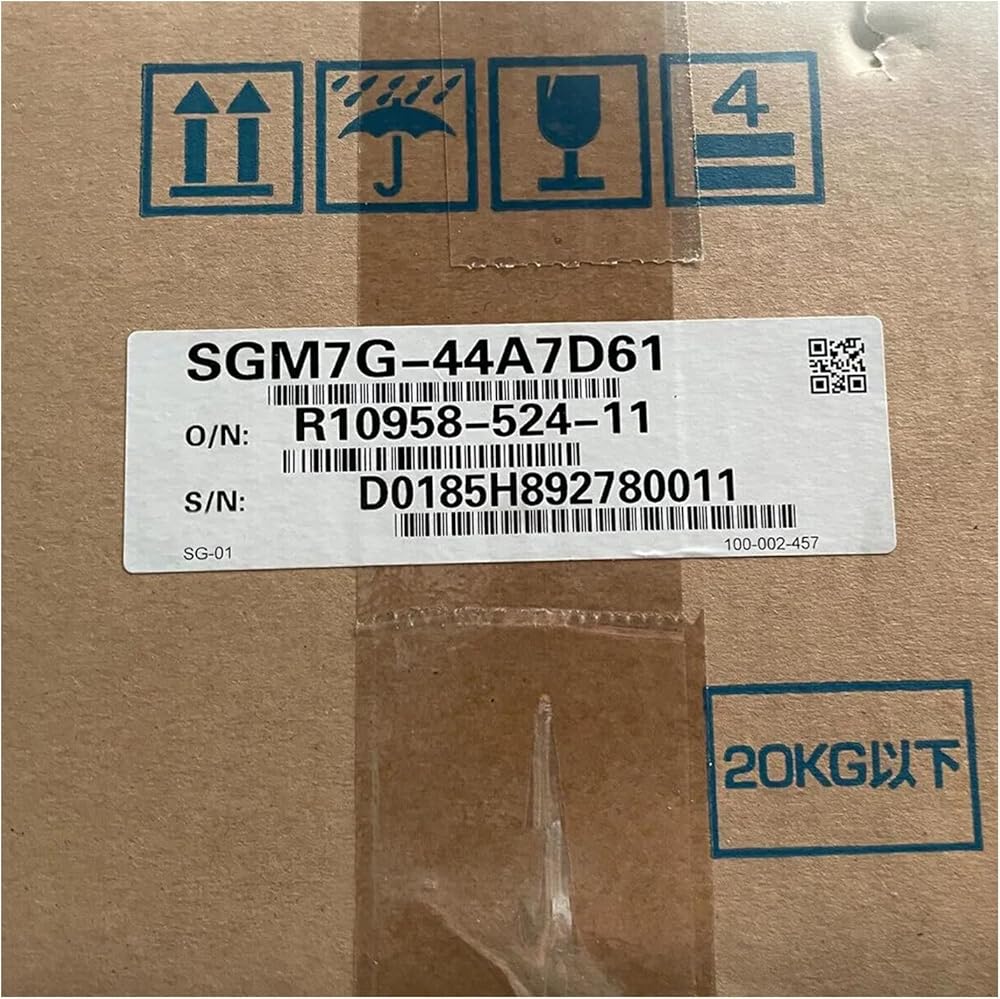 4
SGM7G-44A7D61
O/N: R10958-524-11
S/N: D0185H892780011
SG-01 100-002-457
20KG以下